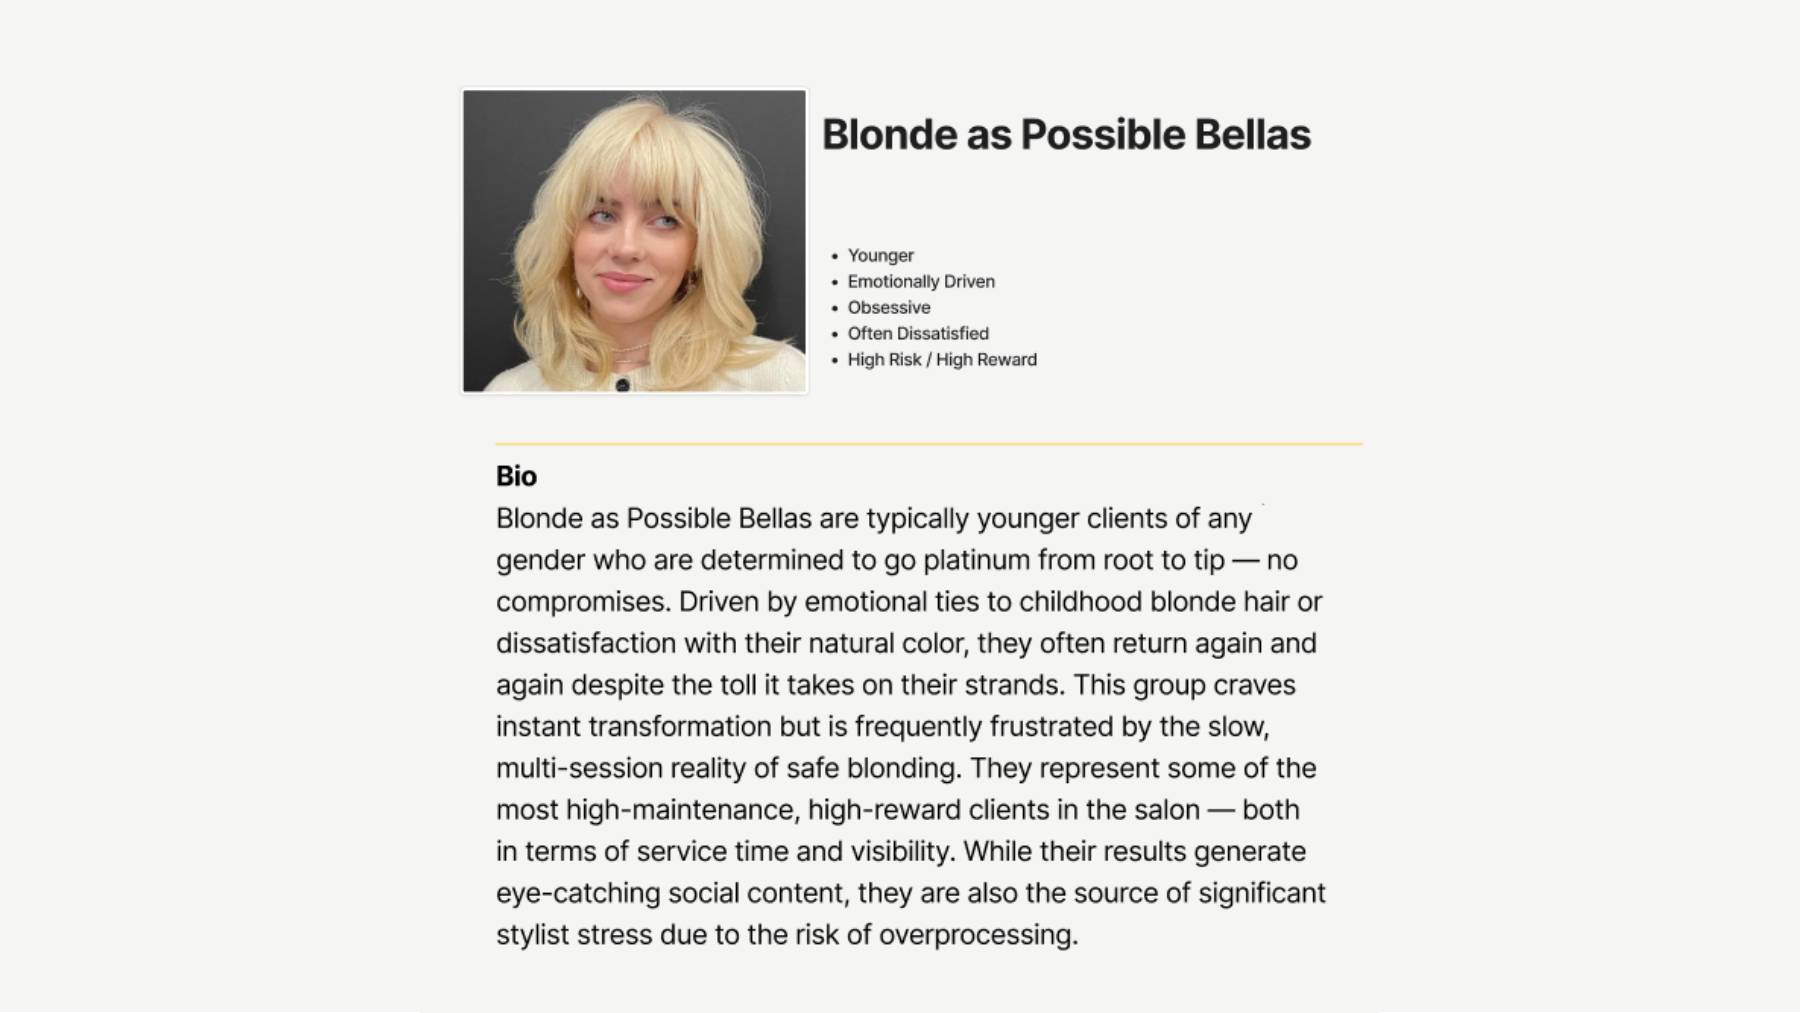 Blonde as Possible Bellas
• Younger
• Emotionally Driven
• Obsessive
• Often Dissatisfied
• High Risk / High Reward
Bio
Blonde as Possible Bellas are typically younger clients of any
gender who are determined to go platinum from root to tip — no
compromises. Driven by emotional ties to childhood blonde hair or
dissatisfaction with their natural color, they often return again and
again despite the toll it takes on their strands. This group craves
instant transformation but is frequently frustrated by the slow,
multi-session reality of safe blonding. They represent some of the
most high-maintenance, high-reward clients in the salon — both
in terms of service time and visibility. While their results generate
eye-catching social content, they are also the source of significant
stylist stress due to the risk of overprocessing.